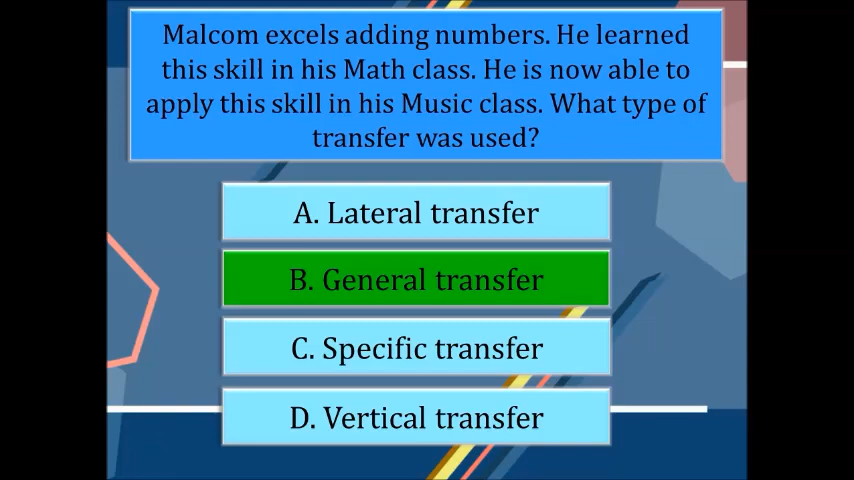 Malcom excels adding numbers. He learned
this skill in his Math class. He is now able to
apply this skill in his Music class. What type of
transfer was used?
A. Lateral transfer
B. General transfer
C. Specific transfer
D. Vertical transfer